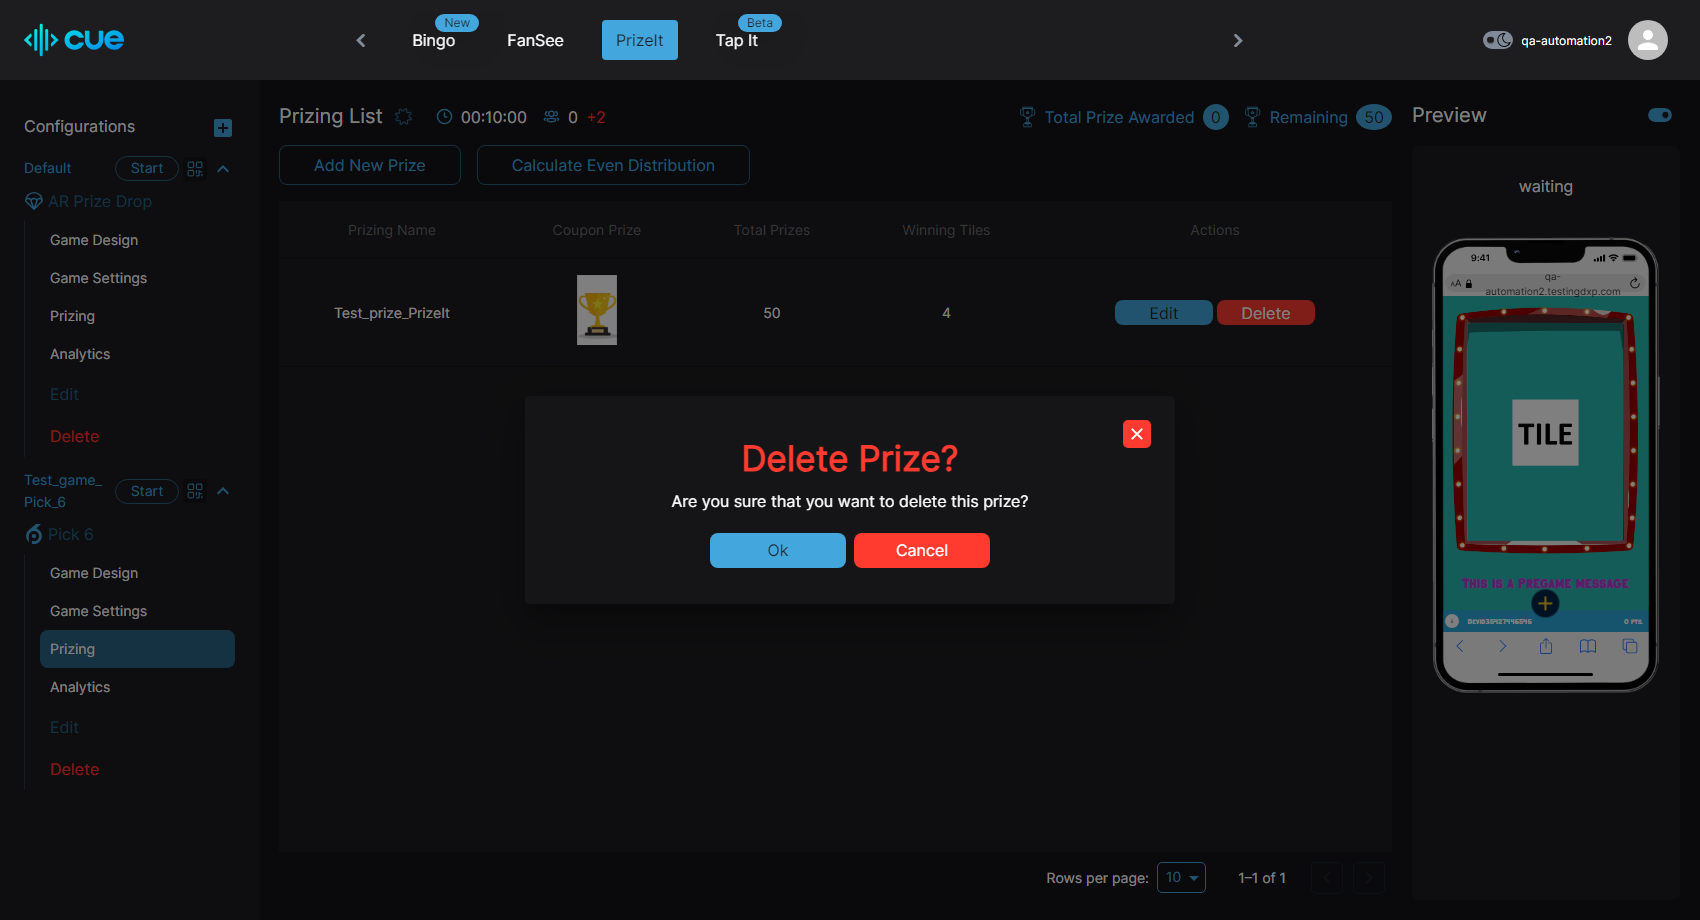 cue
New
Bingo
FanSee
PrizeIt
Beta
Tap It
qa-automation2
Configurations
Default
Start
AR Prize Drop
Game Design
Game Settings
Prizing
Analytics
Edit
Delete
Test_game_
Pick_6
Start
Pick 6
Game Design
Game Settings
Prizing
Analytics
Edit
Delete
Prizing List
00:10:00
0
+2
Total Prize Awarded 0
Remaining 50
Add New Prize
Calculate Even Distribution
Prizing Name
Coupon Prize
Total Prizes
Winning Tiles
Actions
Test_prize_PrizeIt
50
4
Edit
Delete
Delete Prize?
Are you sure that you want to delete this prize?
Ok
Cancel
Rows per page: 10
1–1 of 1
Preview
waiting
9:41
AA
qa-
automation2.testingdxp.com
TILE
This is a Pregame message
0 pts.